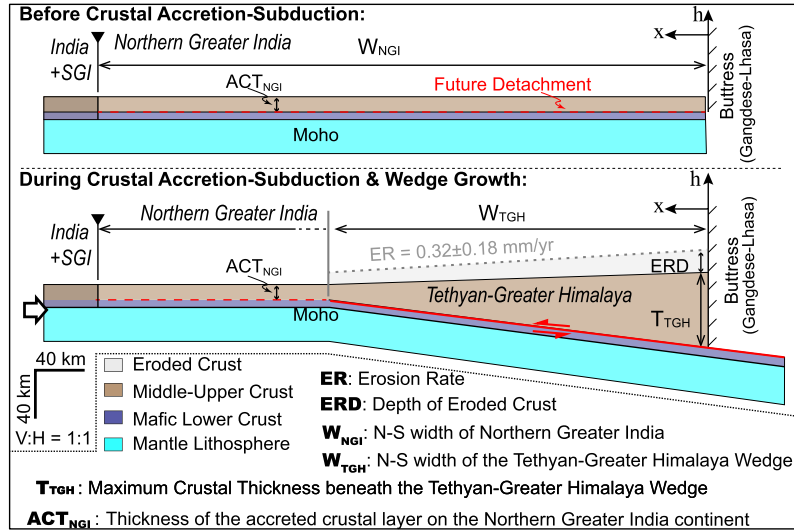 Before Crustal Accretion-Subduction:
h
x
India
+SGI
Northern Greater India
W_NGI
ACT_NGI
Future Detachment
Moho
Buttress
(Gangdese-Lhasa)
During Crustal Accretion-Subduction & Wedge Growth:
h
x
India
+SGI
Northern Greater India
W_TGH
ER = 0.32±0.18 mm/yr
ERD
ACT_NGI
Tethyan-Greater Himalaya
T_TGH
Moho
Buttress
(Gangdese-Lhasa)
40 km
40 km
V:H = 1:1
Eroded Crust
Middle-Upper Crust
Mafic Lower Crust
Mantle Lithosphere
ER: Erosion Rate
ERD: Depth of Eroded Crust
W_NGI: N-S width of Northern Greater India
W_TGH: N-S width of the Tethyan-Greater Himalaya Wedge
T_TGH : Maximum Crustal Thickness beneath the Tethyan-Greater Himalaya Wedge
ACT_NGI : Thickness of the accreted crustal layer on the Northern Greater India continent